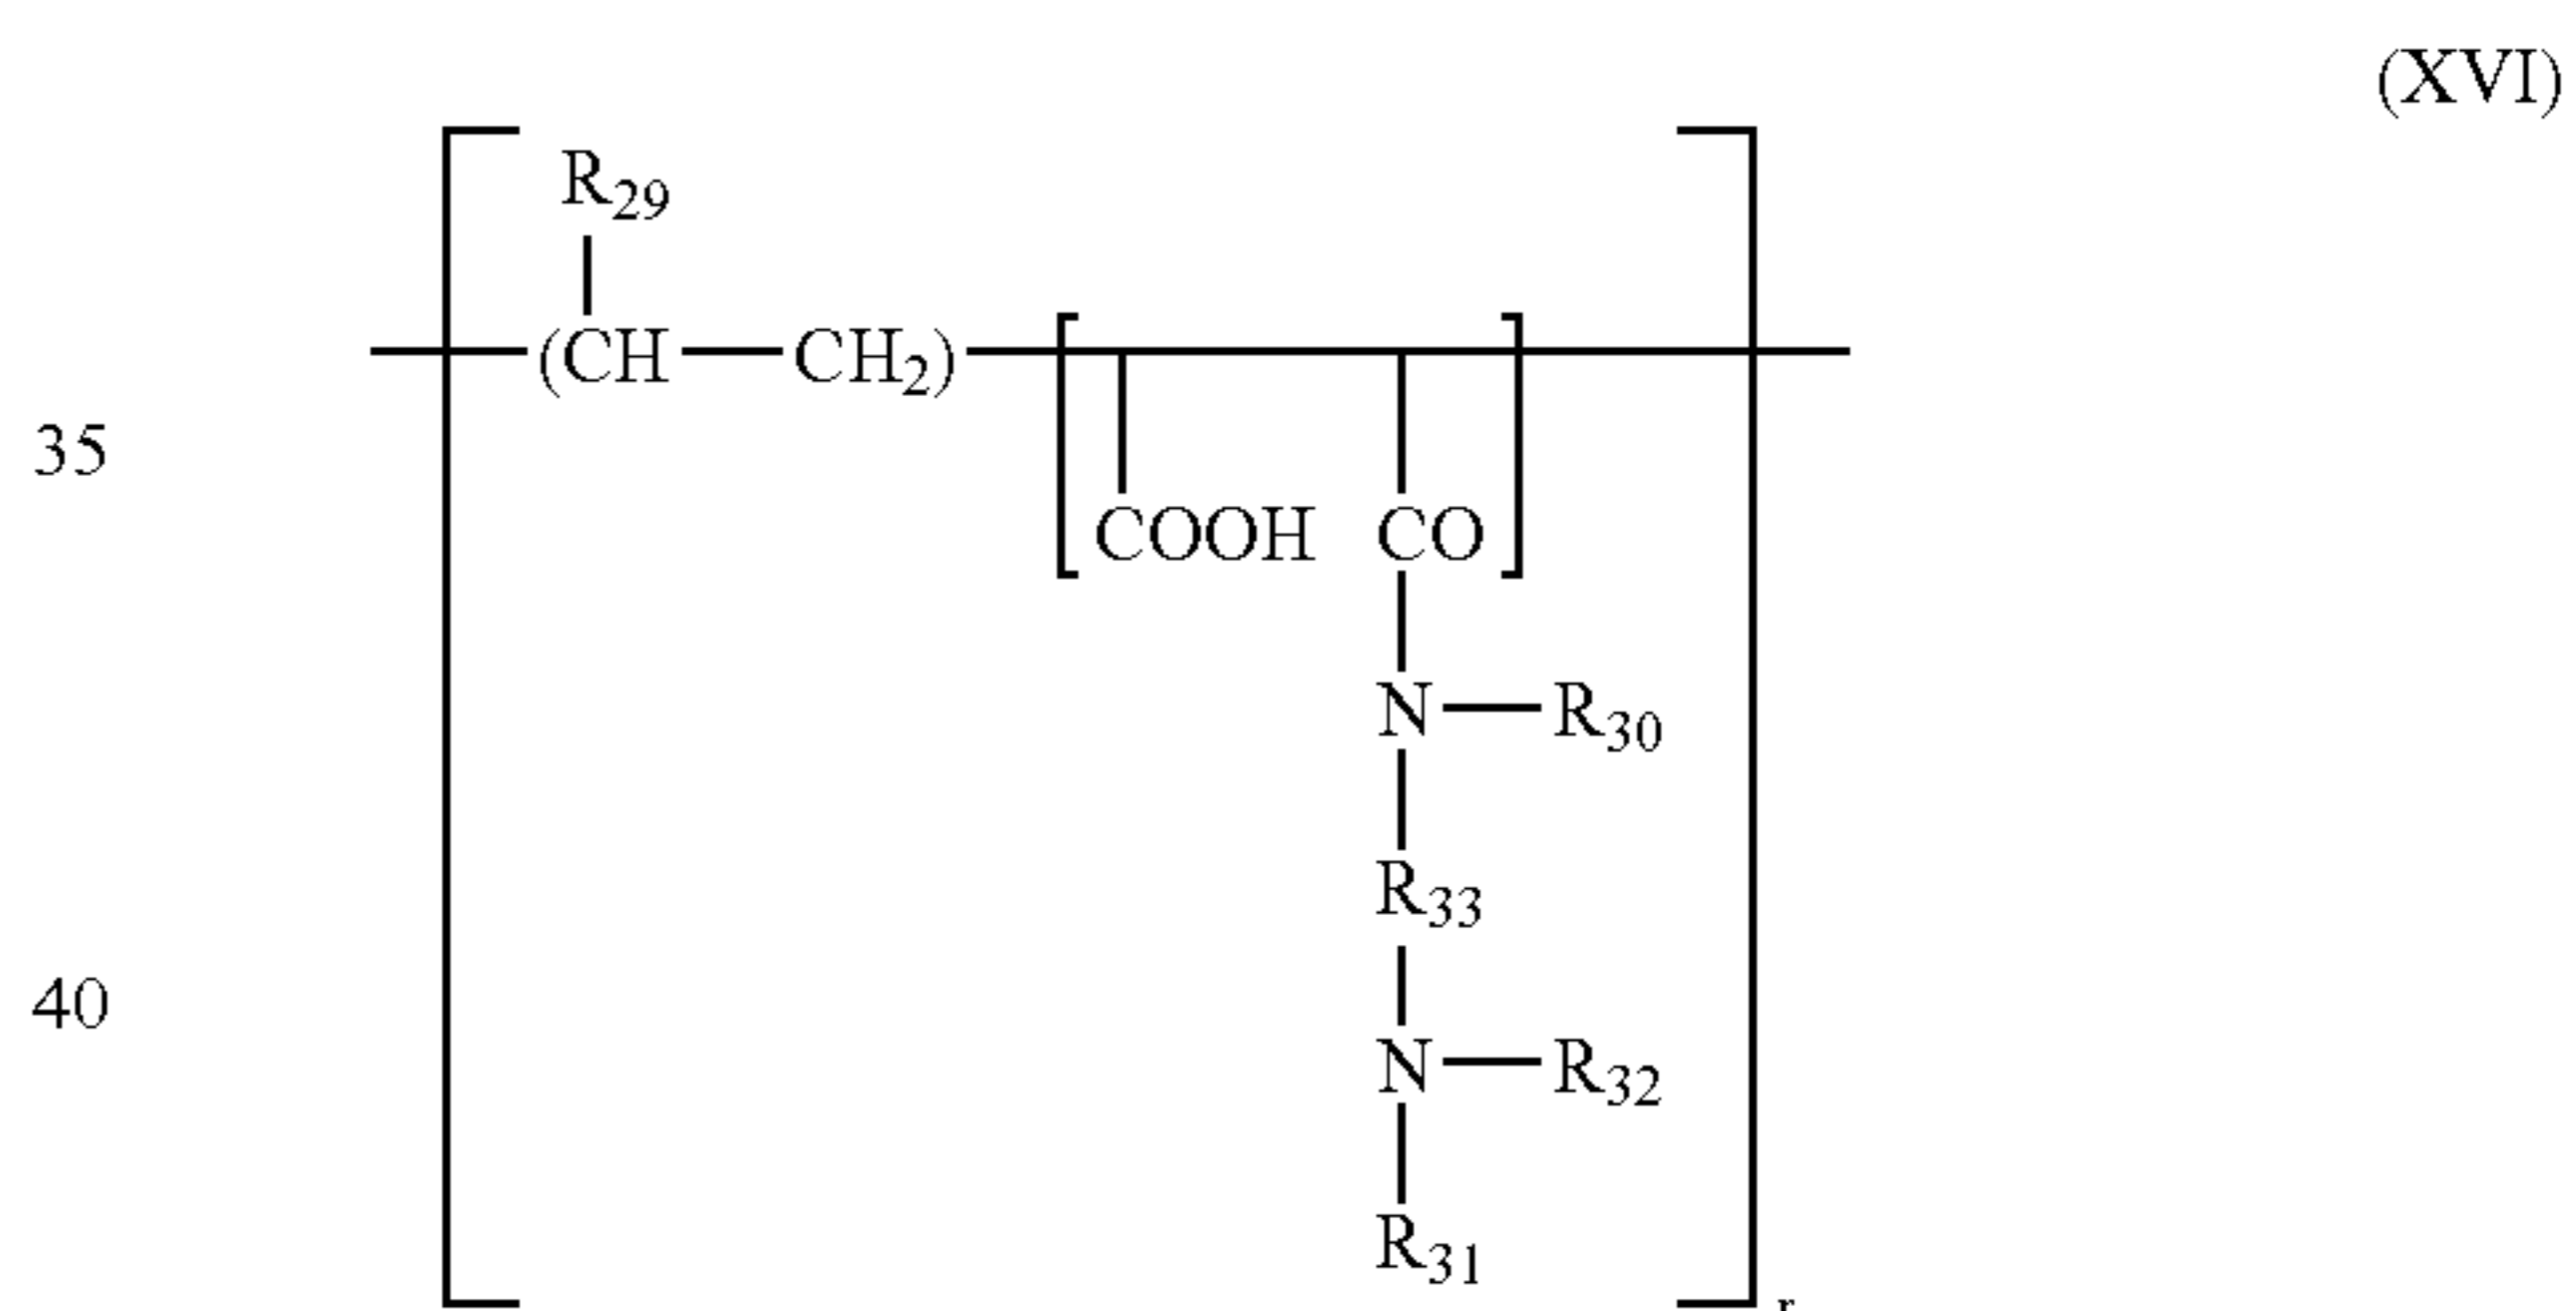 (XVI)
R29
(CH—CH2)
35
COOH CO
N—R30
R33
40
N—R32
R31
r